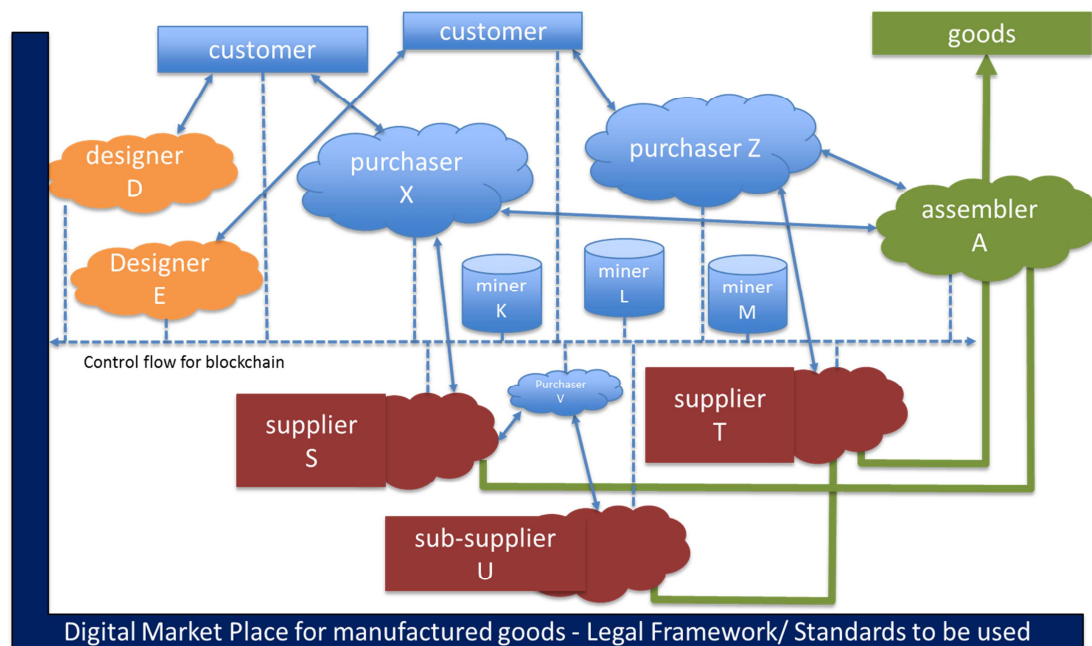 customer
customer
goods
designer
D
purchaser
X
purchaser Z
assembler
A
Designer
E
miner
K
miner
L
miner
M
Control flow for blockchain
Purchaser
V
supplier
S
supplier
T
sub-supplier
U
Digital Market Place for manufactured goods - Legal Framework/ Standards to be used